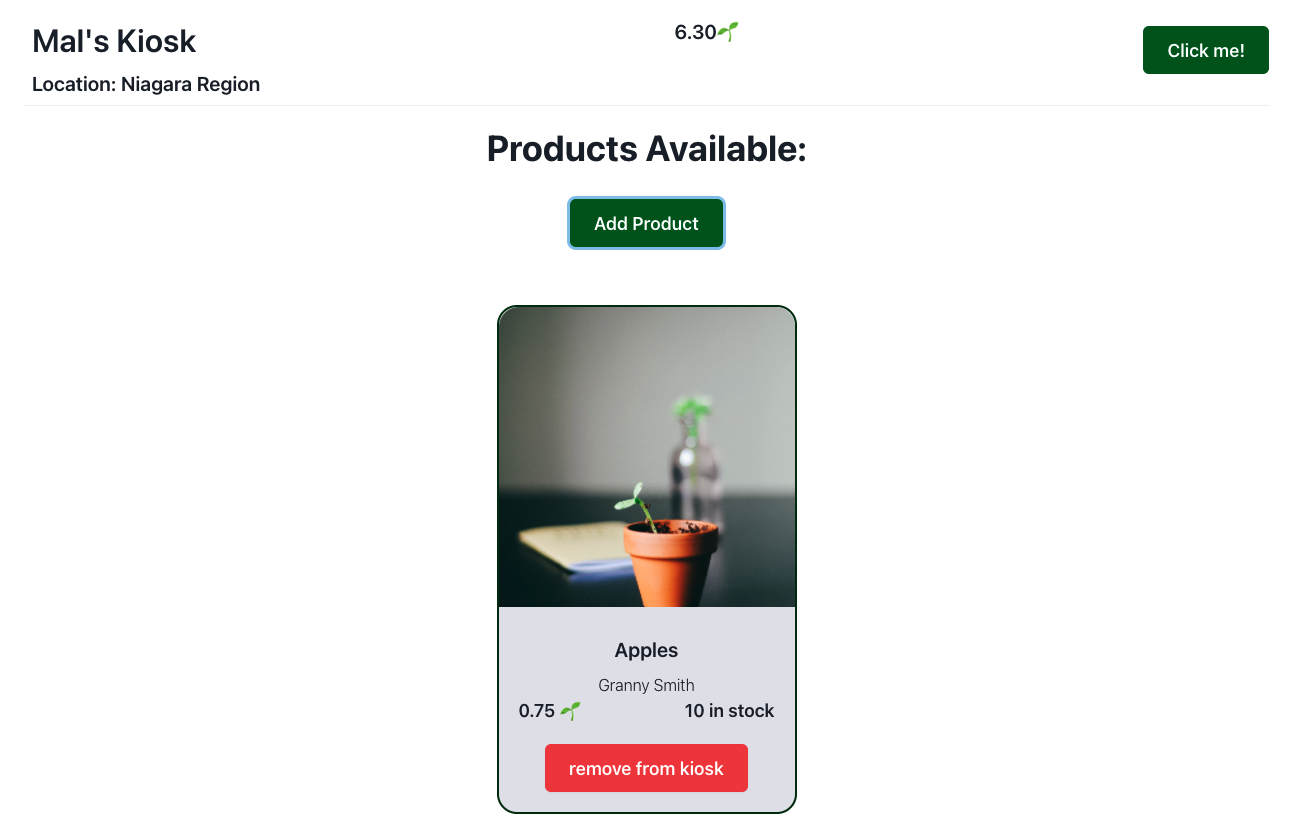 Mal's Kiosk
6.30🌱
Click me!
Location: Niagara Region
Products Available:
Add Product
Apples
Granny Smith
0.75 🌱 10 in stock
remove from kiosk